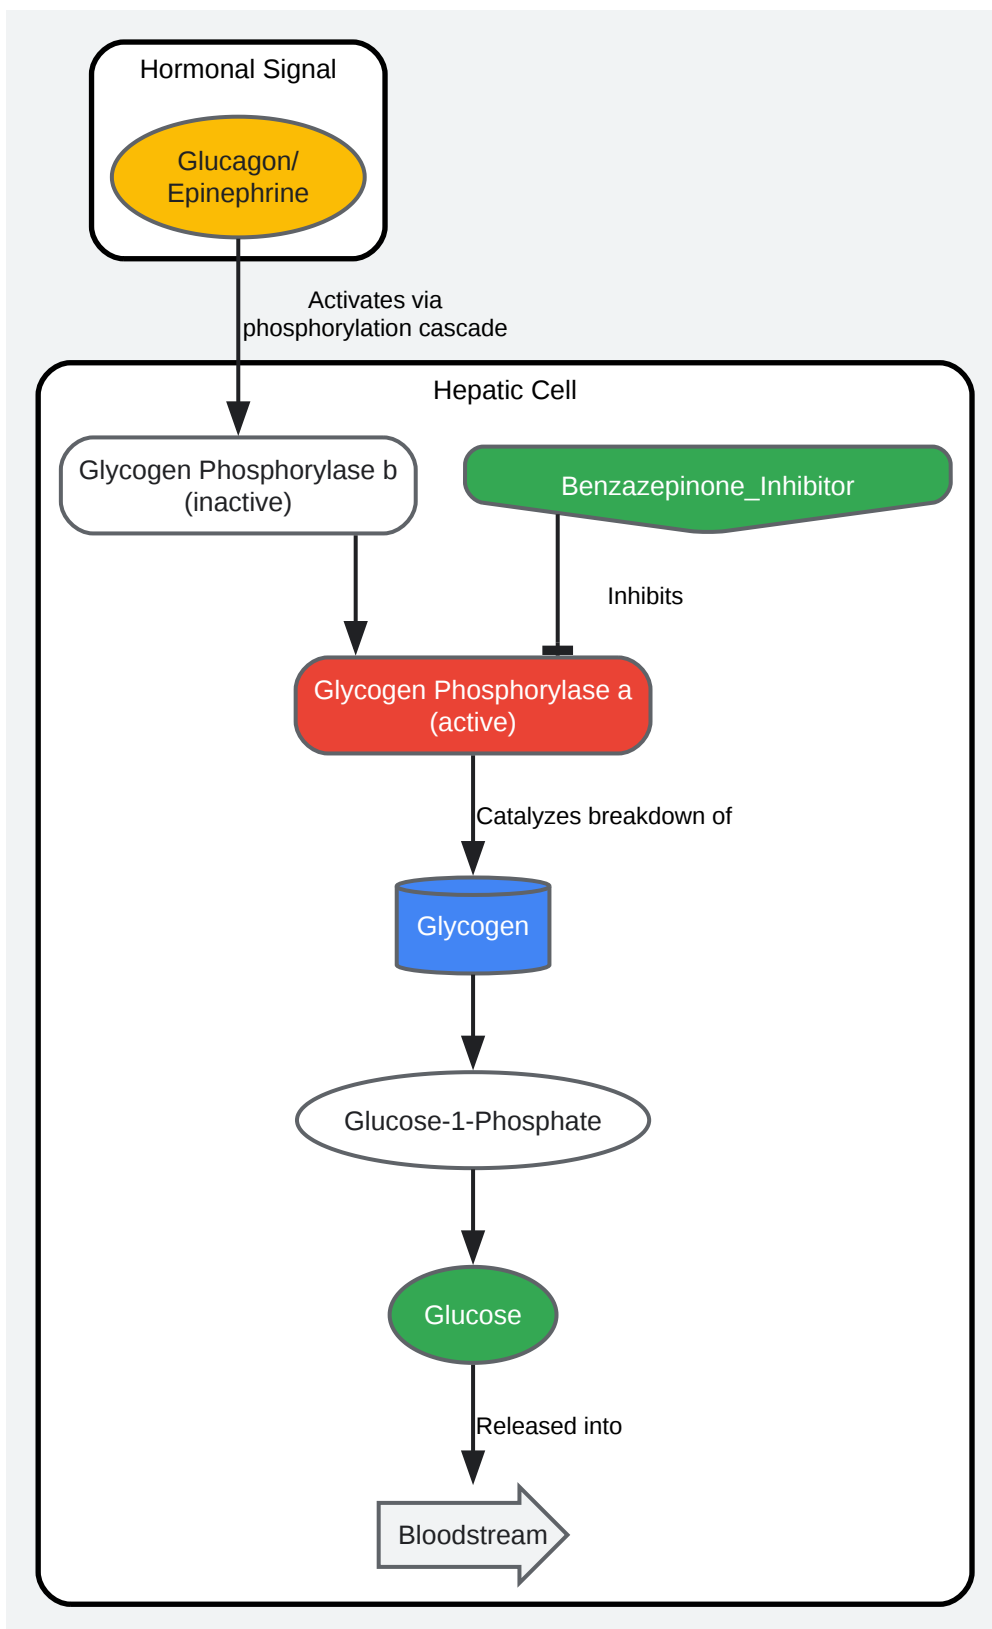 Hormonal Signal
Glucagon/
Epinephrine
Activates via
phosphorylation cascade
Hepatic Cell
Glycogen Phosphorylase b
(inactive)
Benzazepinone_Inhibitor
Inhibits
Glycogen Phosphorylase a
(active)
Catalyzes breakdown of
Glycogen
Glucose-1-Phosphate
Glucose
Released into
Bloodstream